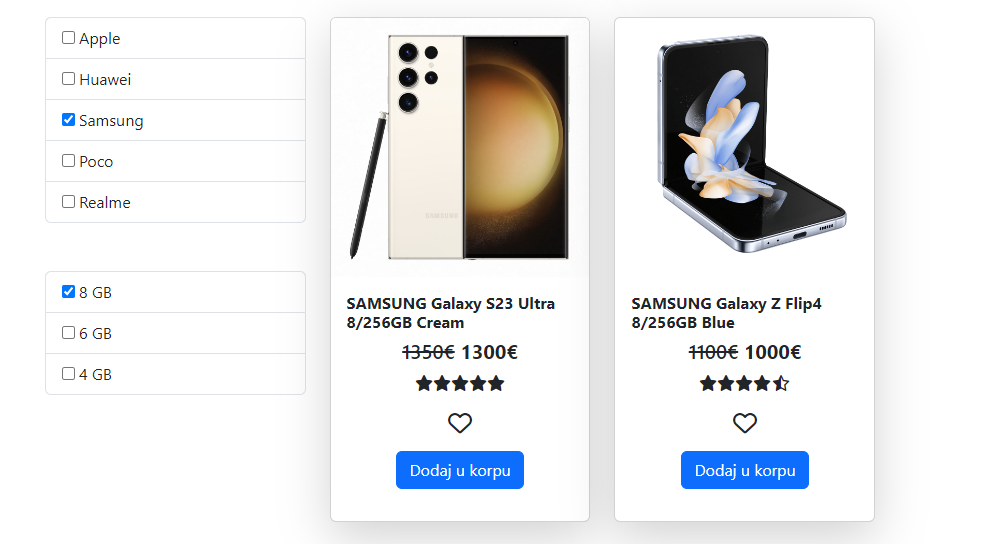 Apple
Huawei
Samsung
Poco
Realme
8 GB
6 GB
4 GB
SAMSUNG
SAMSUNG Galaxy S23 Ultra
8/256GB Cream
1350€ 1300€
Dodaj u korpu
SAMSUNG Galaxy Z Flip4
8/256GB Blue
1100€ 1000€
Dodaj u korpu